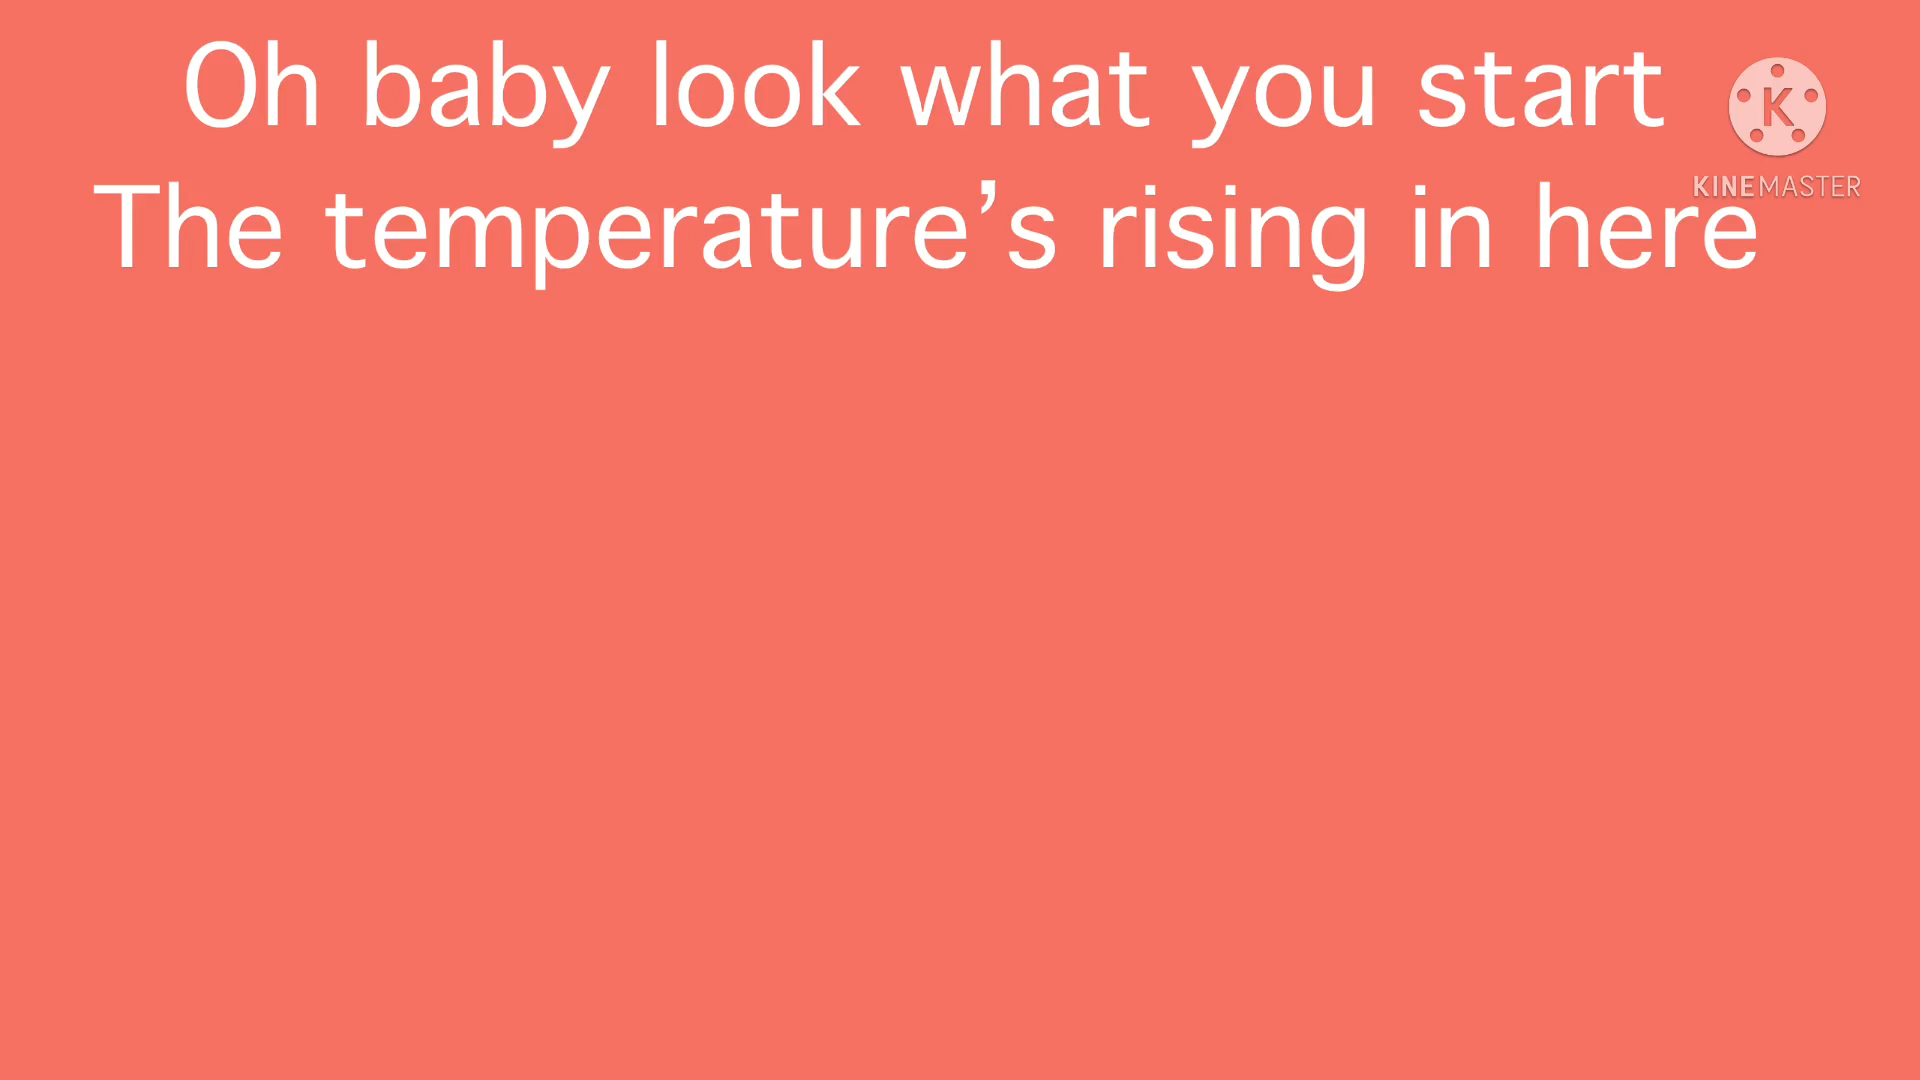 Oh baby look what you start
The temperature’s rising in here
K
KINEMASTER